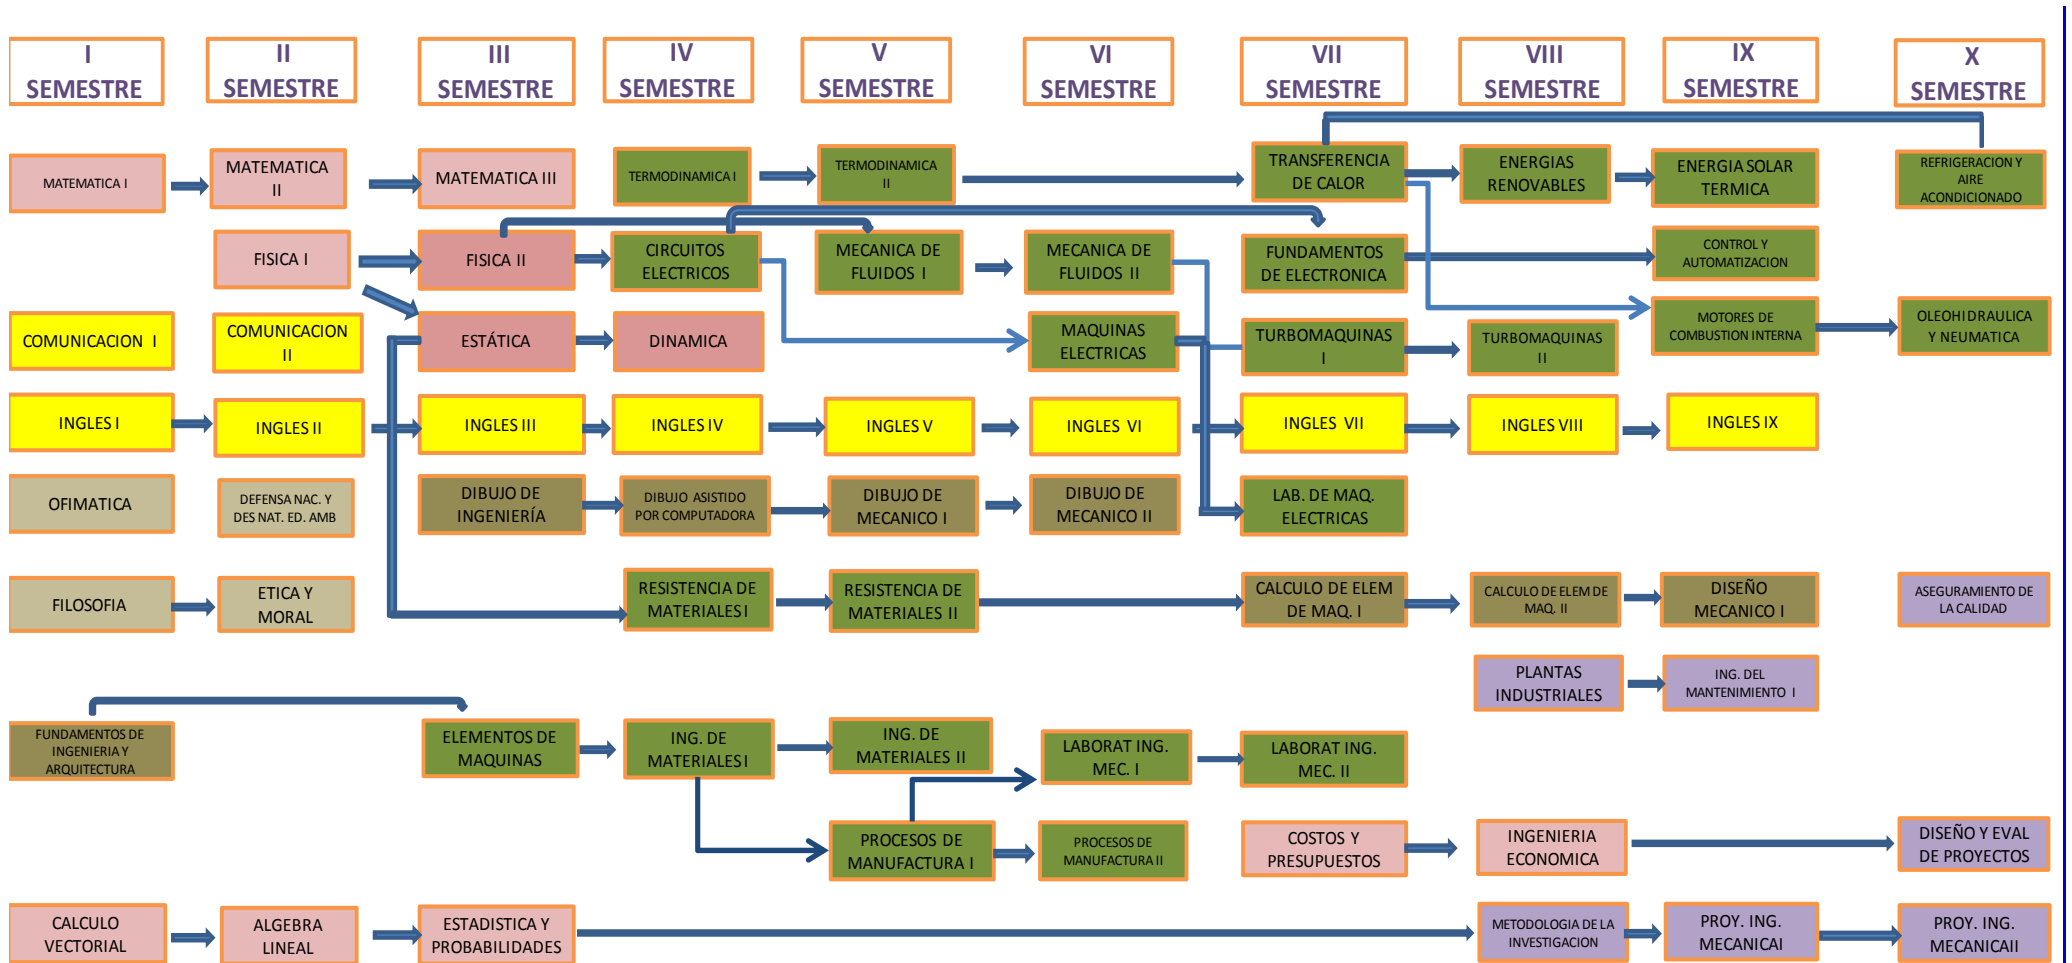 I
SEMESTRE
II
SEMESTRE
III
SEMESTRE
IV
SEMESTRE
V
SEMESTRE
VI
SEMESTRE
VII
SEMESTRE
VIII
SEMESTRE
IX
SEMESTRE
X
SEMESTRE
MATEMATICA I
MATEMATICA
II
MATEMATICA III
TERMODINAMICA I
TERMODINAMICA
II
TRANSFERENCIA
DE CALOR
ENERGIAS
RENOVABLES
ENERGIA SOLAR
TERMICA
REFRIGERACION Y
AIRE
ACONDICIONADO
FISICA I
FISICA II
CIRCUITOS
ELECTRICOS
MECANICA DE
FLUIDOS I
MECANICA DE
FLUIDOS II
FUNDAMENTOS
DE ELECTRONICA
CONTROL Y
AUTOMATIZACION
COMUNICACION I
COMUNICACION
II
ESTÁTICA
DINAMICA
MAQUINAS
ELECTRICAS
TURBOMAQUINAS
I
TURBOMAQUINAS
II
MOTORES DE
COMBUSTION INTERNA
OLEOHIDRAULICA
Y NEUMATICA
INGLES I
INGLES II
INGLES III
INGLES IV
INGLES V
INGLES VI
INGLES VII
INGLES VIII
INGLES IX
OFIMATICA
DEFENSA NAC. Y
DES NAT. ED. AMB
DIBUJO DE
INGENIERÍA
DIBUJO ASISTIDO
POR COMPUTADORA
DIBUJO DE
MECANICO I
DIBUJO DE
MECANICO II
LAB. DE MAQ.
ELECTRICAS
FILOSOFIA
ETICA Y
MORAL
RESISTENCIA DE
MATERIALES I
RESISTENCIA DE
MATERIALES II
CALCULO DE ELEM
DE MAQ. I
CALCULO DE ELEM DE
MAQ. II
DISEÑO
MECANICO I
ASEGURAMIENTO DE
LA CALIDAD
PLANTAS
INDUSTRIALES
ING. DEL
MANTENIMIENTO I
FUNDAMENTOS DE
INGENIERIA Y
ARQUITECTURA
ELEMENTOS DE
MAQUINAS
ING. DE
MATERIALES I
ING. DE
MATERIALES II
LABORAT ING.
MEC. I
LABORAT ING.
MEC. II
PROCESOS DE
MANUFACTURA I
PROCESOS DE
MANUFACTURA II
COSTOS Y
PRESUPUESTOS
INGENIERIA
ECONOMICA
DISEÑO Y EVAL
DE PROYECTOS
CALCULO
VECTORIAL
ALGEBRA
LINEAL
ESTADISTICA Y
PROBABILIDADES
METODOLOGIA DE LA
INVESTIGACION
PROY. ING.
MECANICAI
PROY. ING.
MECANICAII